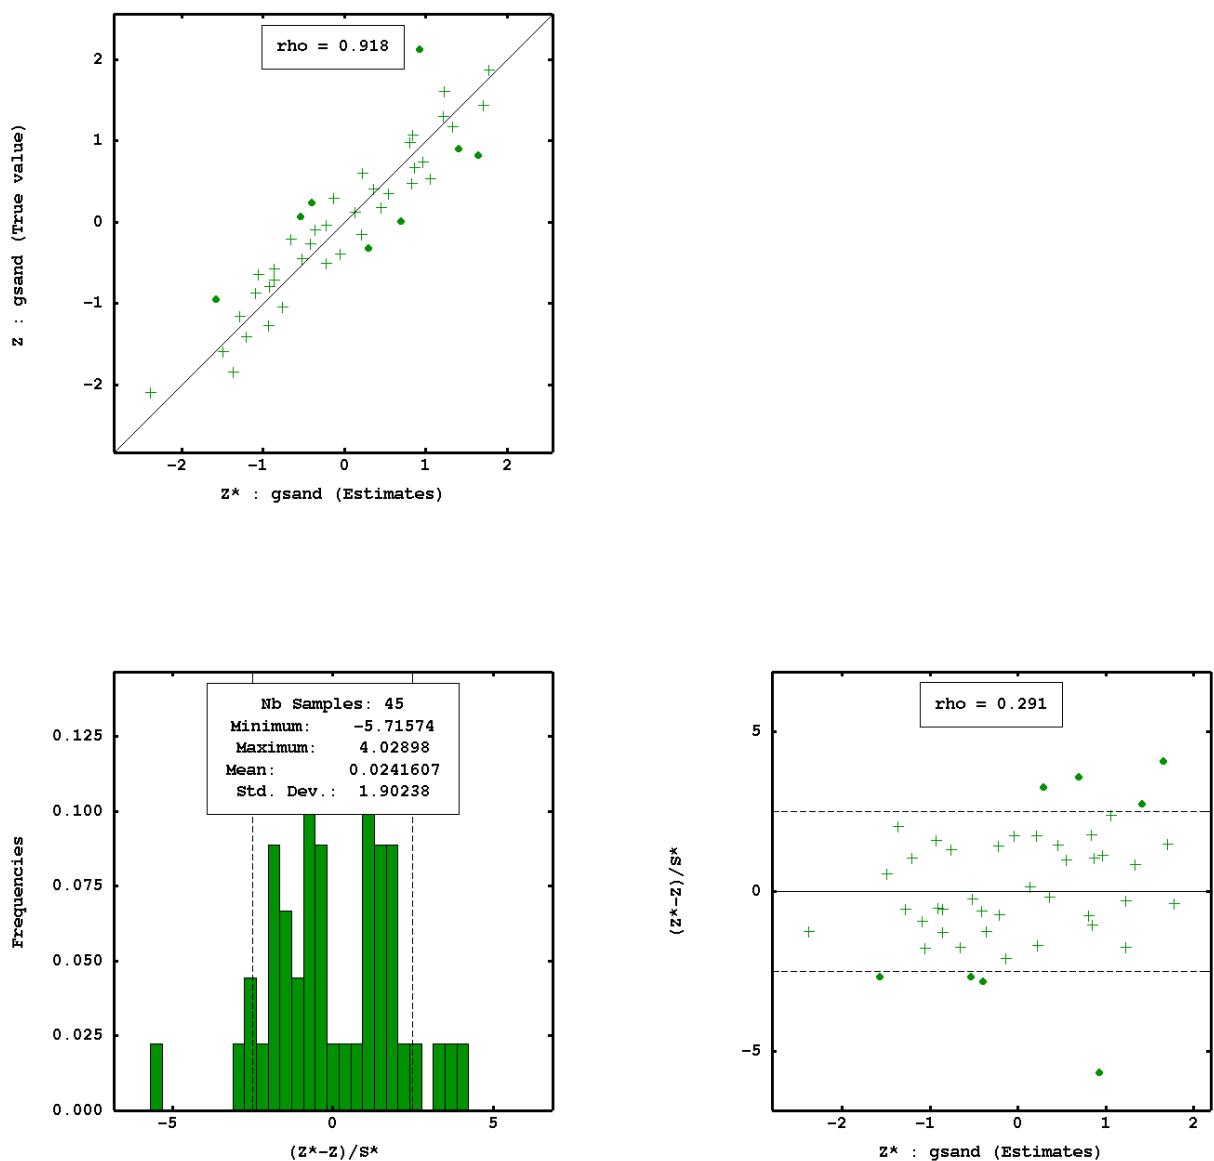 rho = 0.918
2
1
0
−1
−2
Z : gsand (True value)
−2 −1 0 1 2
Z* : gsand (Estimates)
Nb Samples: 45
Minimum: −5.71574
Maximum: 4.02898
Mean: 0.0241607
Std. Dev.: 1.90238
0.125
0.100
0.075
0.050
0.025
0.000
Frequencies
−5 0 5
(Z*−Z)/S*
rho = 0.291
5
0
−5
(Z*−Z)/S*
−2 −1 0 1 2
Z* : gsand (Estimates)